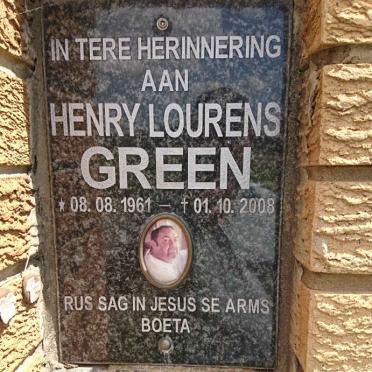 IN TERE HERINNERING
AAN
HENRY LOURENS
GREEN
* 08. 08. 1961 — † 01. 10. 2008
RUS SAG IN JESUS SE ARMS
BOETA